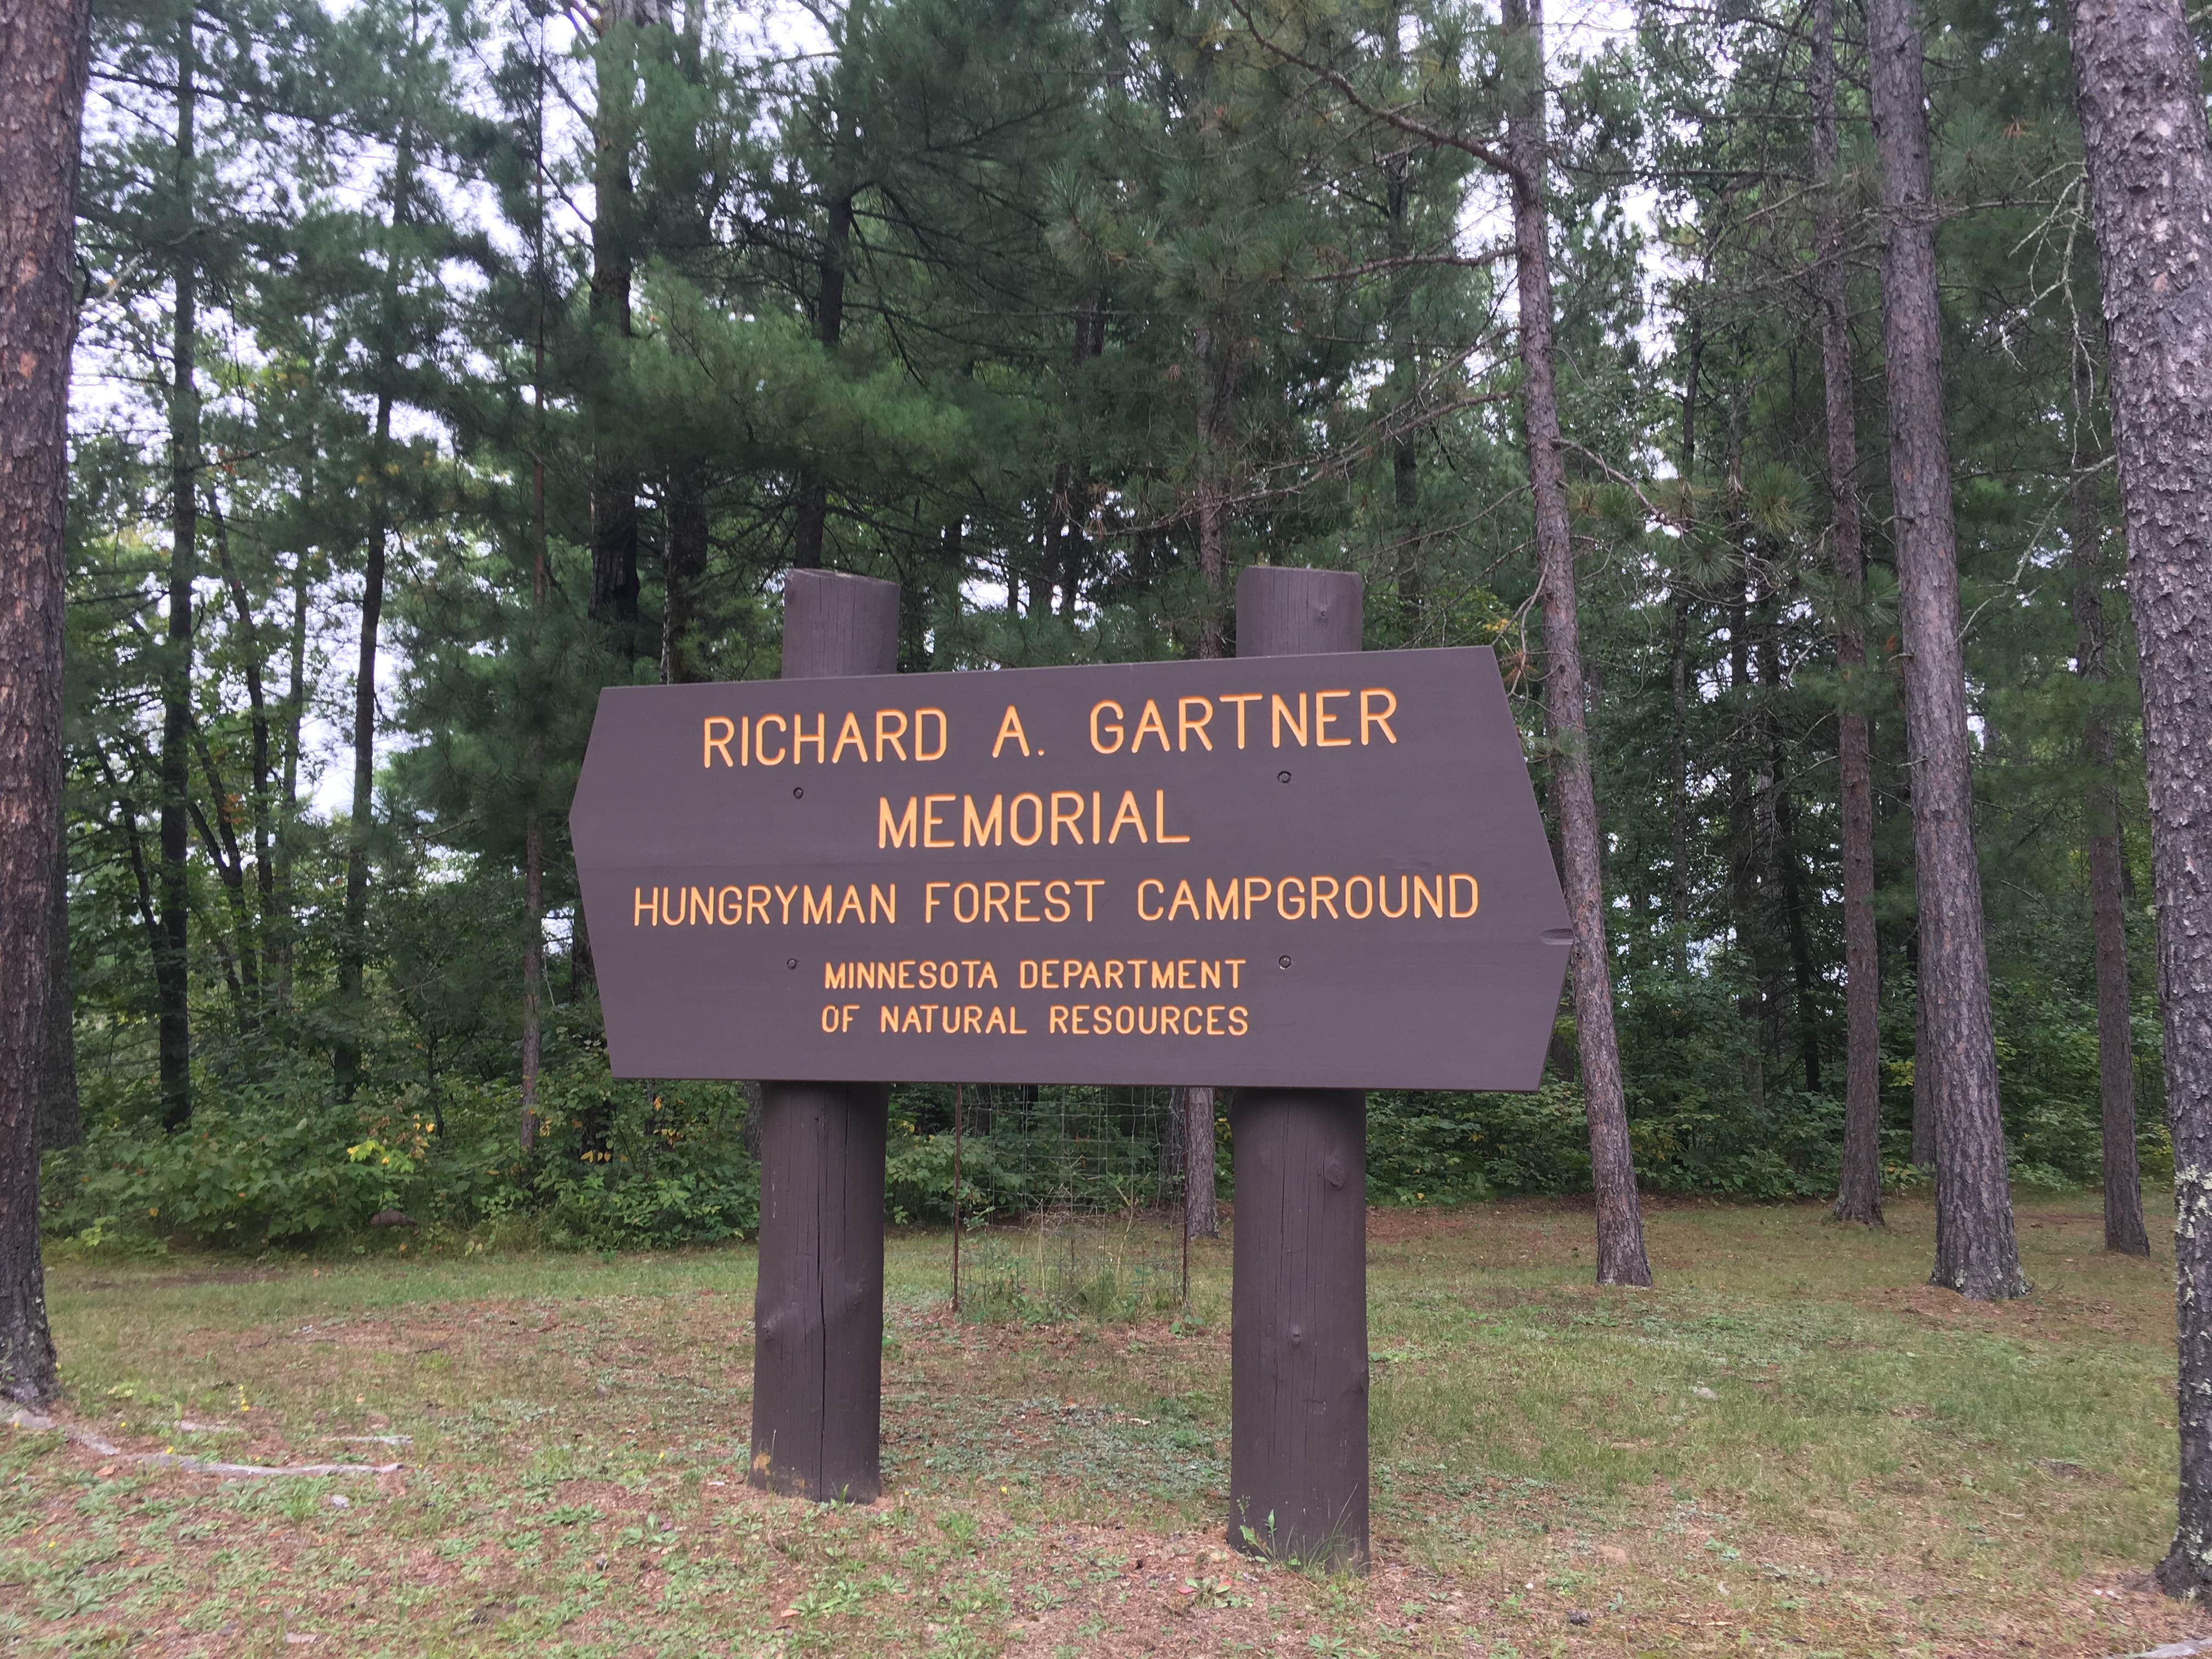 RICHARD A. GARTNER
MEMORIAL
HUNGRYMAN FOREST CAMPGROUND
MINNESOTA DEPARTMENT
OF NATURAL RESOURCES